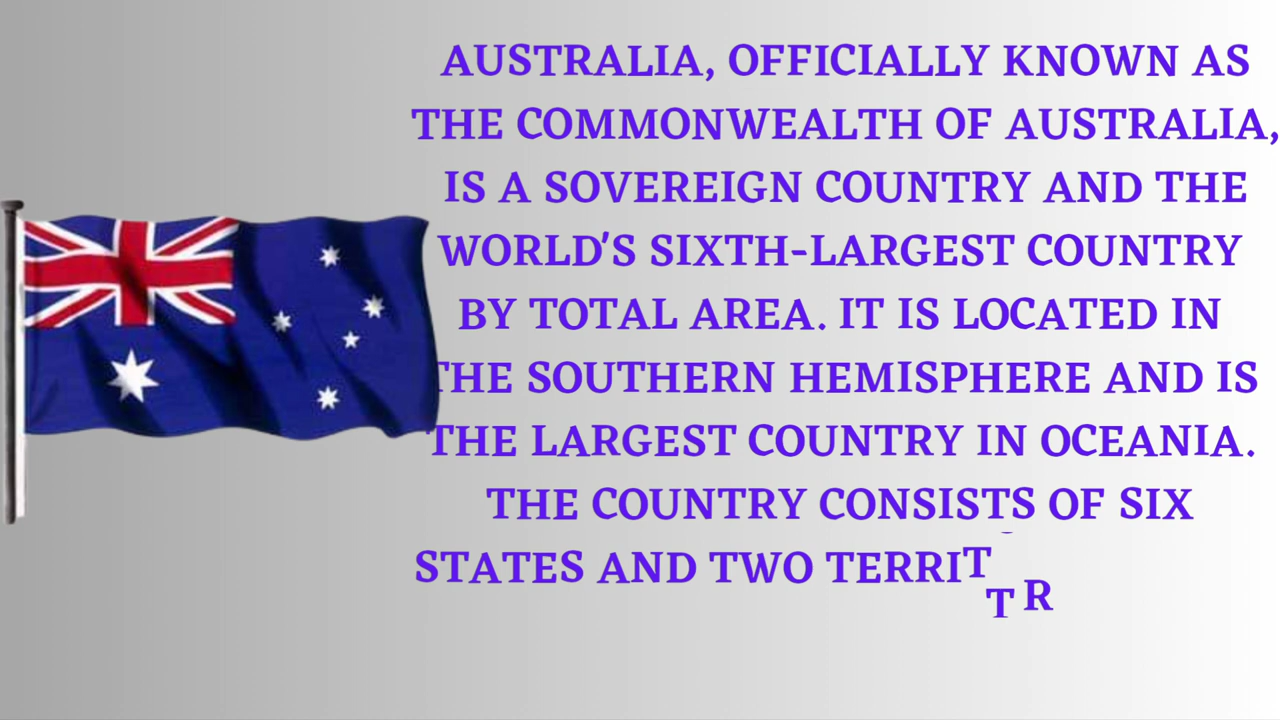 AUSTRALIA, OFFICIALLY KNOWN AS
THE COMMONWEALTH OF AUSTRALIA,
IS A SOVEREIGN COUNTRY AND THE
WORLD'S SIXTH-LARGEST COUNTRY
BY TOTAL AREA. IT IS LOCATED IN
THE SOUTHERN HEMISPHERE AND IS
THE LARGEST COUNTRY IN OCEANIA.
THE COUNTRY CONSISTS OF SIX
STATES AND TWO TERRIT
T R